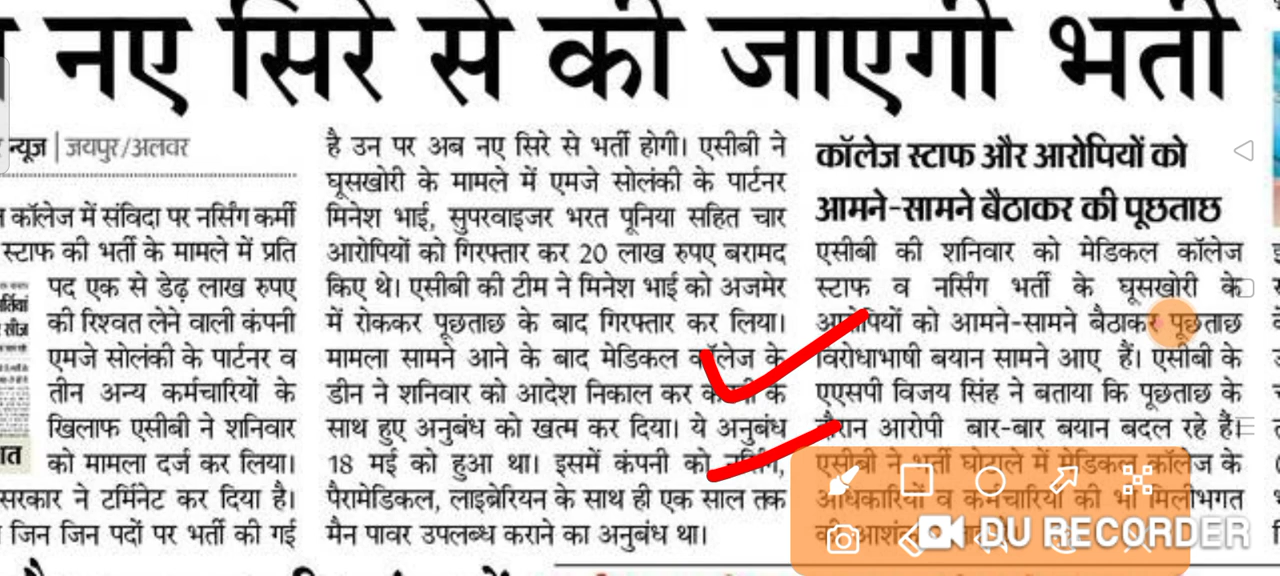 नए सिरे से की जाएगी भर्ती
न्यूज | जयपुर/अलवर
कॉलेज में संविदा पर नर्सिंग कर्मी
स्टाफ की भर्ती के मामले में प्रति
पद एक से डेढ़ लाख रुपए
की रिश्वत लेने वाली कंपनी
एमजे सोलंकी के पार्टनर व
तीन अन्य कर्मचारियों के
खिलाफ एसीबी ने शनिवार
को मामला दर्ज कर लिया।
सरकार ने टर्मिनेट कर दिया है।
जिन जिन पदों पर भर्ती की गई
है उन पर अब नए सिरे से भर्ती होगी। एसीबी ने
घूसखोरी के मामले में एमजे सोलंकी के पार्टनर
मिनेश भाई, सुपरवाइजर भरत पूनिया सहित चार
आरोपियों को गिरफ्तार कर 20 लाख रुपए बरामद
किए थे। एसीबी की टीम ने मिनेश भाई को अजमेर
में रोककर पूछताछ के बाद गिरफ्तार कर लिया।
मामला सामने आने के बाद मेडिकल कॉलेज के
डीन ने शनिवार को आदेश निकाल कर कंपनी के
साथ हुए अनुबंध को खत्म कर दिया। ये अनुबंध
18 मई को हुआ था। इसमें कंपनी को नर्सिंग,
पैरामेडिकल, लाइब्रेरियन के साथ ही एक साल तक
मैन पावर उपलब्ध कराने का अनुबंध था।
कॉलेज स्टाफ और आरोपियों को
आमने-सामने बैठाकर की पूछताछ
एसीबी की शनिवार को मेडिकल कॉलेज
स्टाफ व नर्सिंग भर्ती के घूसखोरी के
आरोपियों को आमने-सामने बैठाकर पूछताछ
विरोधाभाषी बयान सामने आए हैं। एसीबी के
एएसपी विजय सिंह ने बताया कि पूछताछ के
दौरान आरोपी बार-बार बयान बदल रहे हैं।
एसीबी ने भर्ती घोटाले में मेडिकल कॉलेज के
अधिकारियों व कर्मचारियों की भी मिलीभगत
की आशंका
DU RECORDER